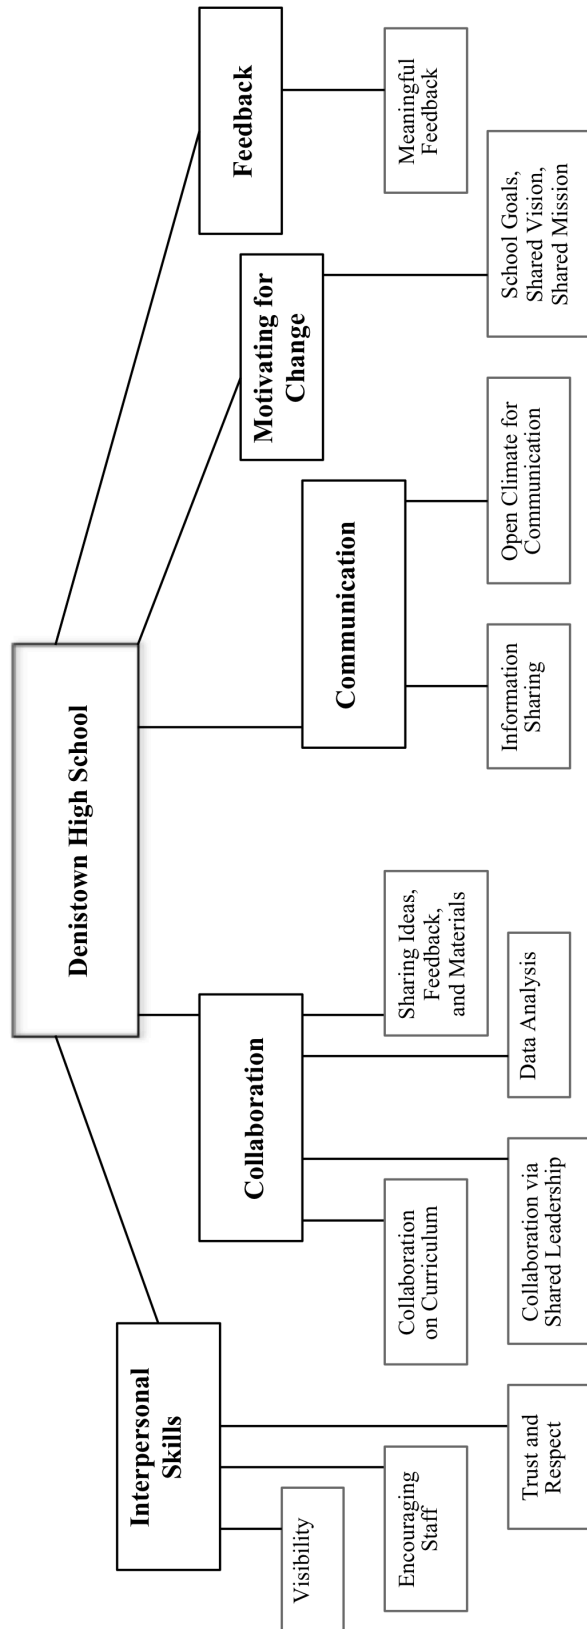 Denistown High School
Interpersonal
Skills
Visibility
Encouraging
Staff
Trust and
Respect
Collaboration
Collaboration
on Curriculum
Collaboration via
Shared Leadership
Data Analysis
Sharing Ideas,
Feedback,
and Materials
Communication
Information
Sharing
Open Climate for
Communication
Motivating for
Change
School Goals,
Shared Vision,
Shared Mission
Feedback
Meaningful
Feedback